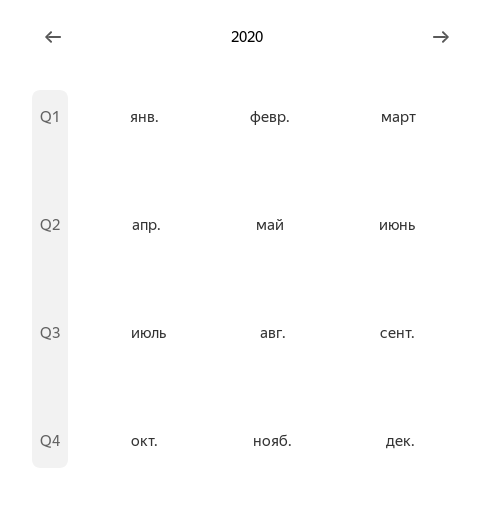 2020
Q1 янв. февр. март
Q2 апр. май июнь
Q3 июль авг. сент.
Q4 окт. нояб. дек.